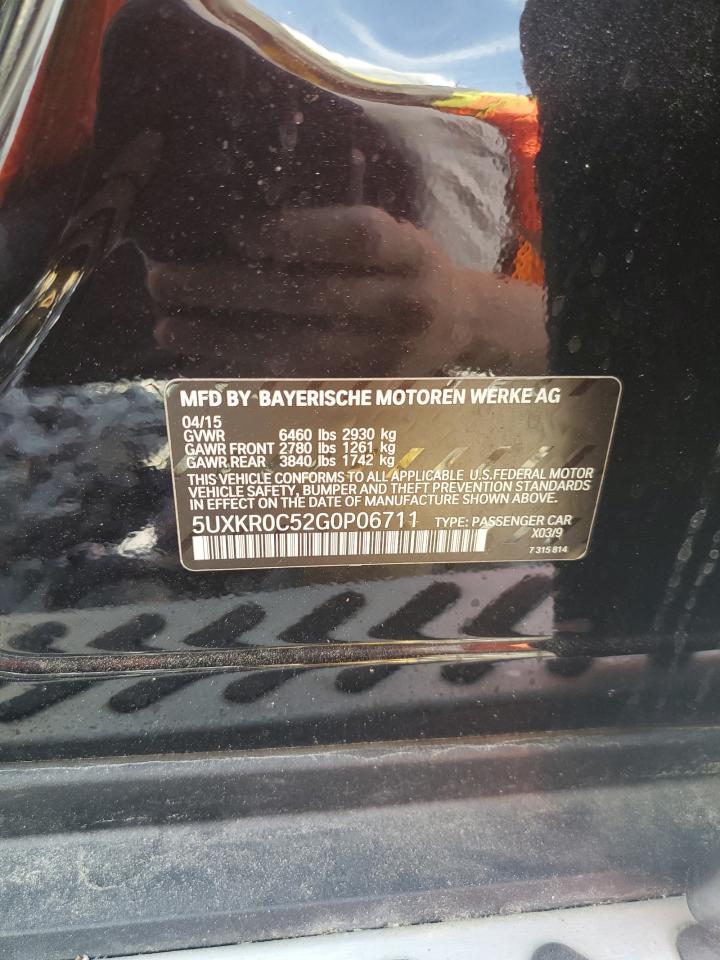 MFD BY BAYERISCHE MOTOREN WERKE AG
04/15
GVWR 6460 lbs 2930 kg
GAWR FRONT 2780 lbs 1261 kg
GAWR REAR 3840 lbs 1742 kg
THIS VEHICLE CONFORMS TO ALL APPLICABLE U.S.FEDERAL MOTOR
VEHICLE SAFETY, BUMPER AND THEFT PREVENTION STANDARDS
IN EFFECT ON THE DATE OF MANUFACTURE SHOWN ABOVE.
5UXKR0C52G0P06711 TYPE: PASSENGER CAR
X03/9
7 315 814